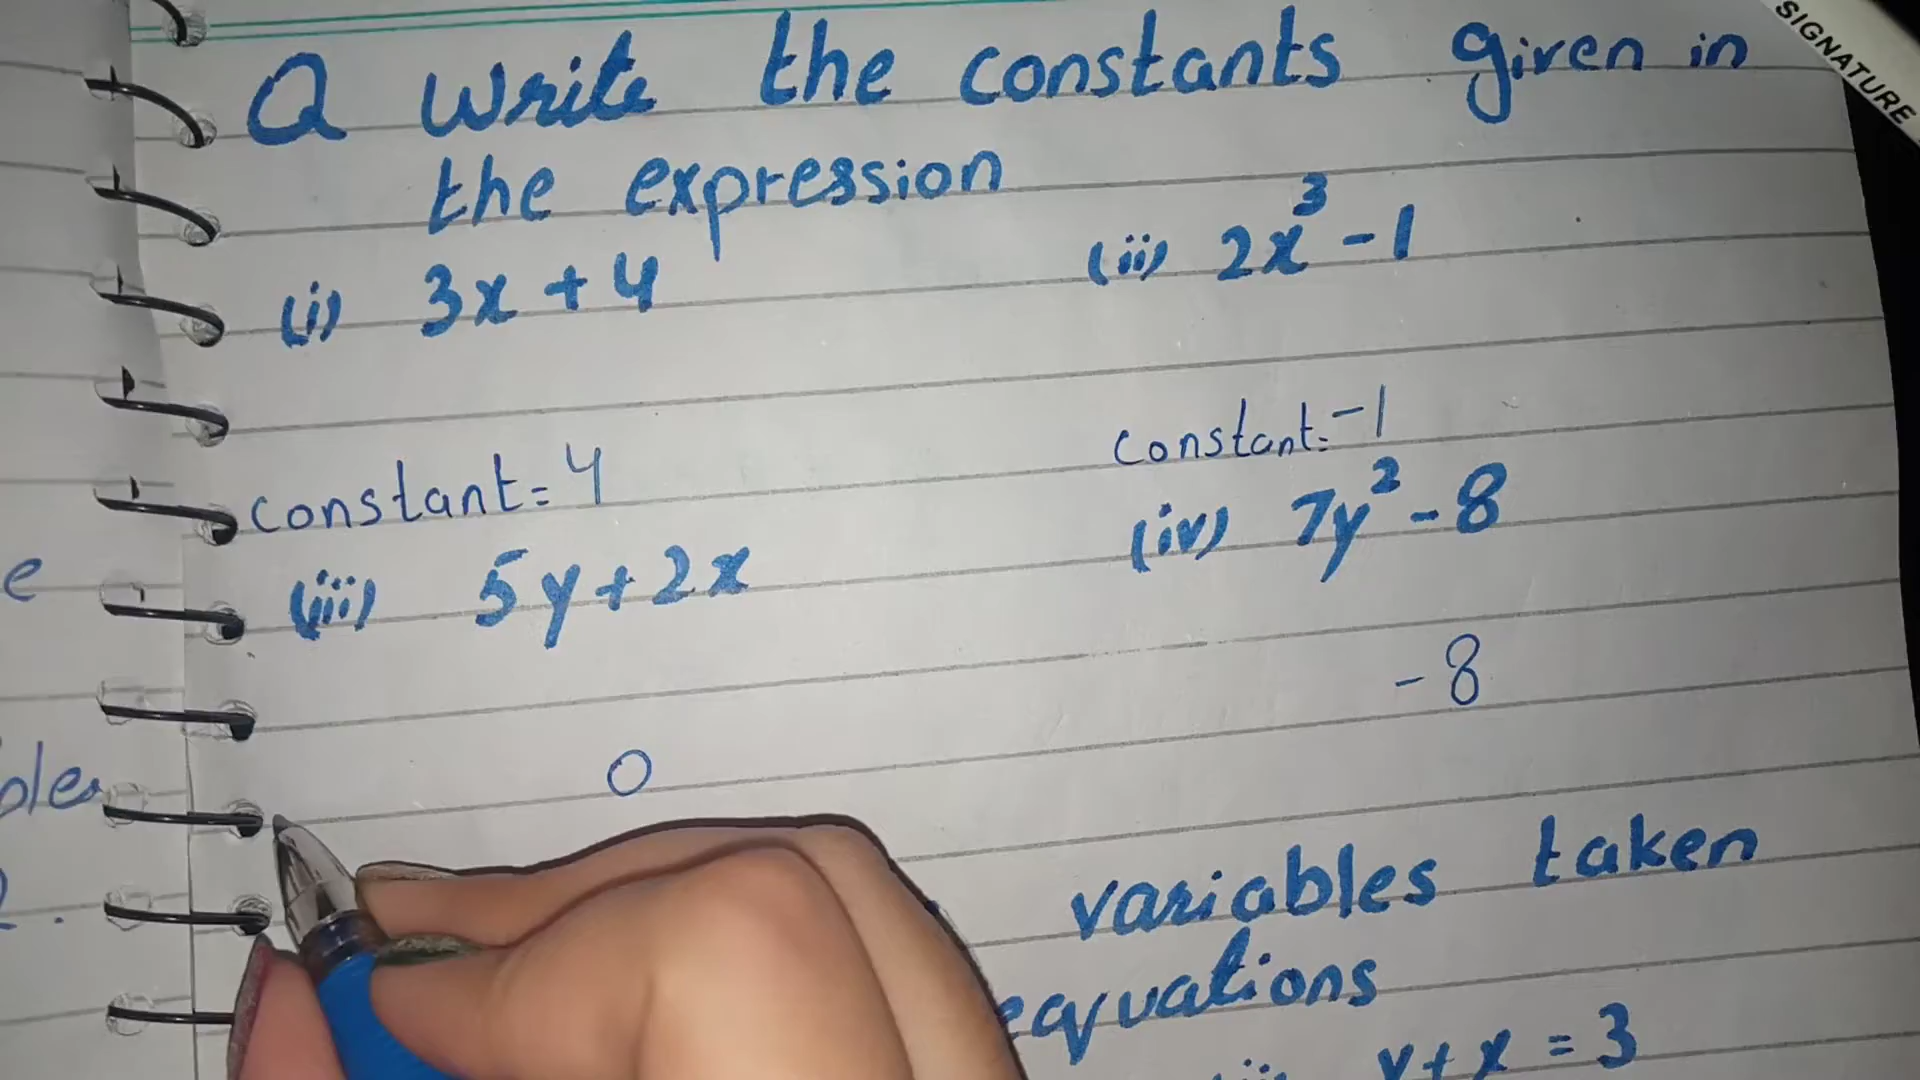 Q Write the constants given in
the expression
(i) 3x + 4
(ii) 2x³ - 1
constant = 4
constant = -1
(iii) 5y + 2x
(iv) 7y² - 8
0
-8
variables taken
equations
y + x = 3
SIGNATURE
e